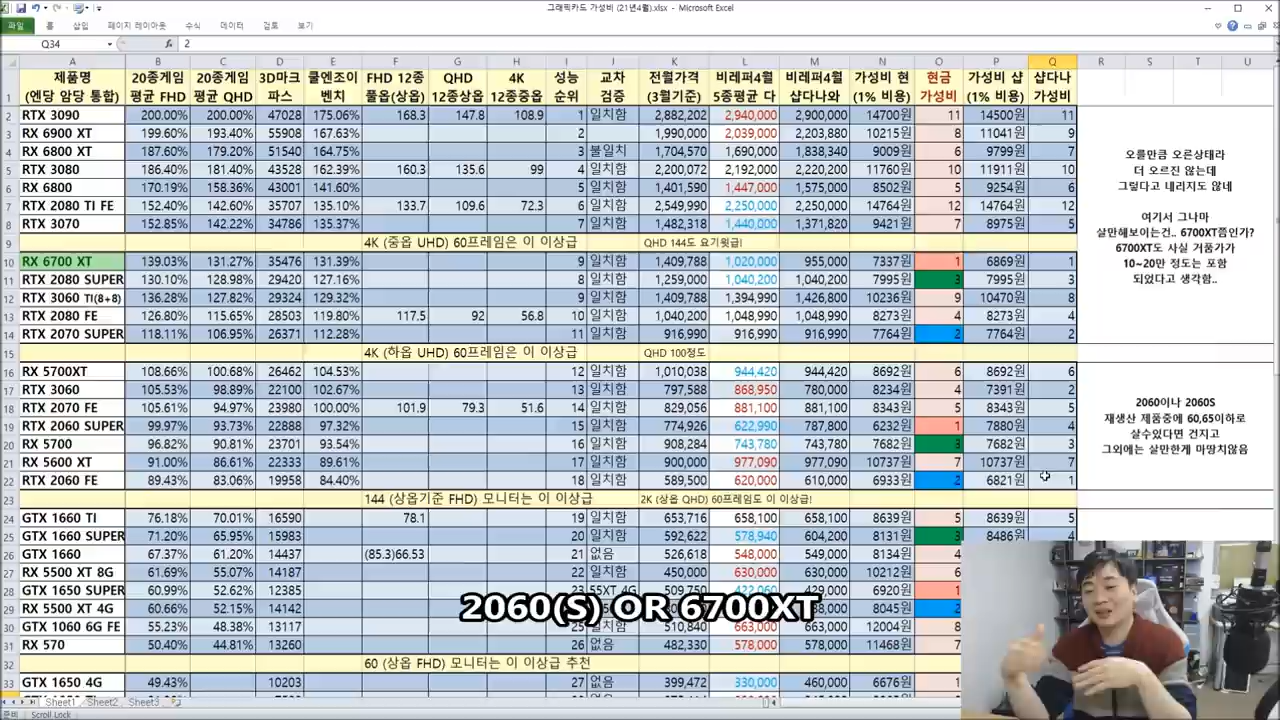 그래픽카드 가성비 (21년4월).xlsx - Microsoft Excel
파일 홈 삽입 페이지 레이아웃 수식 데이터 검토 보기
Q34 fx 2
A B C D E F G H I J K L M N O P Q R S T U
제품명 20종게임 20종게임 3D마크 쿨엔조이 FHD 12종 QHD 4K 성능 교차 전월가격 비레퍼4월 비레퍼4월 가성비 현 현금 가성비 샵 샵다나
1 (엔당 암당 통합) 평균 FHD 평균 QHD 파스 벤치 풀옵(상옵) 12종상옵 12종중옵 순위 검증 (3월기준) 5종평균 다 샵다나와 (1% 비용) 가성비 (1% 비용) 가성비
2 RTX 3090 200.00% 200.00% 47028 175.06% 168.3 147.8 108.9 1 일치함 2,882,202 2,940,000 2,900,000 14700원 11 14500원 11
3 RX 6900 XT 199.60% 193.40% 55908 167.63% 2 1,990,000 2,039,000 2,203,880 10215원 8 11041원 9
4 RX 6800 XT 187.60% 179.20% 51540 164.75% 3 불일치 1,704,570 1,690,000 1,838,340 9009원 6 9799원 7
5 RTX 3080 186.40% 181.40% 43528 162.39% 160.3 135.6 99 4 일치함 2,200,072 2,192,000 2,220,200 11760원 10 11911원 10
6 RX 6800 170.19% 158.36% 43001 141.60% 5 일치함 1,401,590 1,447,000 1,575,000 8502원 5 9254원 6
7 RTX 2080 TI FE 152.40% 142.60% 35707 135.10% 133.7 109.6 72.3 6 일치함 2,549,990 2,250,000 2,250,000 14764원 12 14764원 12
8 RTX 3070 152.85% 142.22% 34786 135.37% 7 일치함 1,482,318 1,440,000 1,371,820 9421원 7 8975원 5
9 4K (중옵 UHD) 60프레임은 이 이상급 QHD 144도 요기윗급!
10 RX 6700 XT 139.03% 131.27% 35476 131.39% 9 일치함 1,409,788 1,020,000 955,000 7337원 1 6869원 1
11 RTX 2080 SUPER 130.10% 128.98% 29420 127.16% 8 일치함 1,259,000 1,040,200 1,040,200 7995원 3 7995원 3
12 RTX 3060 TI(8+8) 136.28% 127.82% 29324 129.32% 9 일치함 1,409,788 1,394,990 1,426,800 10236원 9 10470원 8
13 RTX 2080 FE 126.80% 115.65% 28503 119.80% 117.5 92 56.8 10 일치함 1,040,200 1,048,990 1,048,990 8273원 4 8273원 4
14 RTX 2070 SUPER 118.11% 106.95% 26371 112.28% 11 일치함 916,990 916,990 916,990 7764원 2 7764원 2
15 4K (하옵 UHD) 60프레임은 이 이상급 QHD 100정도
16 RX 5700XT 108.66% 100.68% 26462 104.53% 12 일치함 1,010,038 944,420 944,420 8692원 6 8692원 6
17 RTX 3060 105.53% 98.89% 22100 102.67% 13 일치함 797,588 868,950 780,000 8234원 4 7391원 2
18 RTX 2070 FE 105.61% 94.97% 23980 100.00% 101.9 79.3 51.6 14 일치함 829,056 881,100 881,100 8343원 5 8343원 5
19 RTX 2060 SUPER 99.97% 93.73% 22888 97.32% 15 일치함 774,926 622,990 787,800 6232원 1 7880원 4
20 RX 5700 96.82% 90.81% 23701 93.54% 16 일치함 908,284 743,780 743,780 7682원 3 7682원 3
21 RX 5600 XT 91.00% 86.61% 22333 89.61% 17 일치함 900,000 977,090 977,090 10737원 7 10737원 7
22 RTX 2060 FE 89.43% 83.06% 19958 84.40% 18 일치함 589,500 620,000 610,000 6933원 2 6821원 1
23 144 (상옵기준 FHD) 모니터는 이 이상급 2K (상옵 QHD) 60프레임도 이 이상급!
24 GTX 1660 TI 76.18% 70.01% 16590 78.1 19 일치함 653,716 658,100 658,100 8639원 5 8639원 5
25 GTX 1660 SUPER 71.20% 65.95% 15983 20 일치함 592,622 578,940 604,200 8131원 3 8486원 4
26 GTX 1660 67.37% 61.20% 14437 (85.3)66.53 21 없음 526,618 548,000 549,000 8134원 4
27 RX 5500 XT 8G 61.69% 55.07% 14187 22 일치함 450,000 630,000 630,000 10212원 6
28 GTX 1650 SUPER 60.99% 52.62% 12385 23 55XT 4G 509,750 422,060 429,000 6920원 1
29 RX 5500 XT 4G 60.66% 52.15% 14142 8045원 2
30 GTX 1060 6G FE 55.23% 48.38% 13117 25 일치함 510,840 663,000 663,000 12004원 8
31 RX 570 50.40% 44.81% 13260 26 없음 482,330 578,000 578,000 11468원 7
32 60 (상옵 FHD) 모니터는 이 이상급 추천
33 GTX 1650 4G 49.43% 10203 27 없음 399,472 330,000 460,000 6676원 1
오를만큼 오른상태라
더 오르진 않는데
그렇다고 내리지도 않네
여기서 그나마
살만해보이는건.. 6700XT쯤인가?
6700XT도 사실 거품가가
10~20만 정도는 포함
되었다고 생각함..
2060이나 2060S
재생산 제품중에 60,65이하로
살수있다면 건지고
그외에는 살만한게 마땅치않음
2060(S) OR 6700XT
Sheet1 Sheet2 Sheet3
준비 Scroll Lock